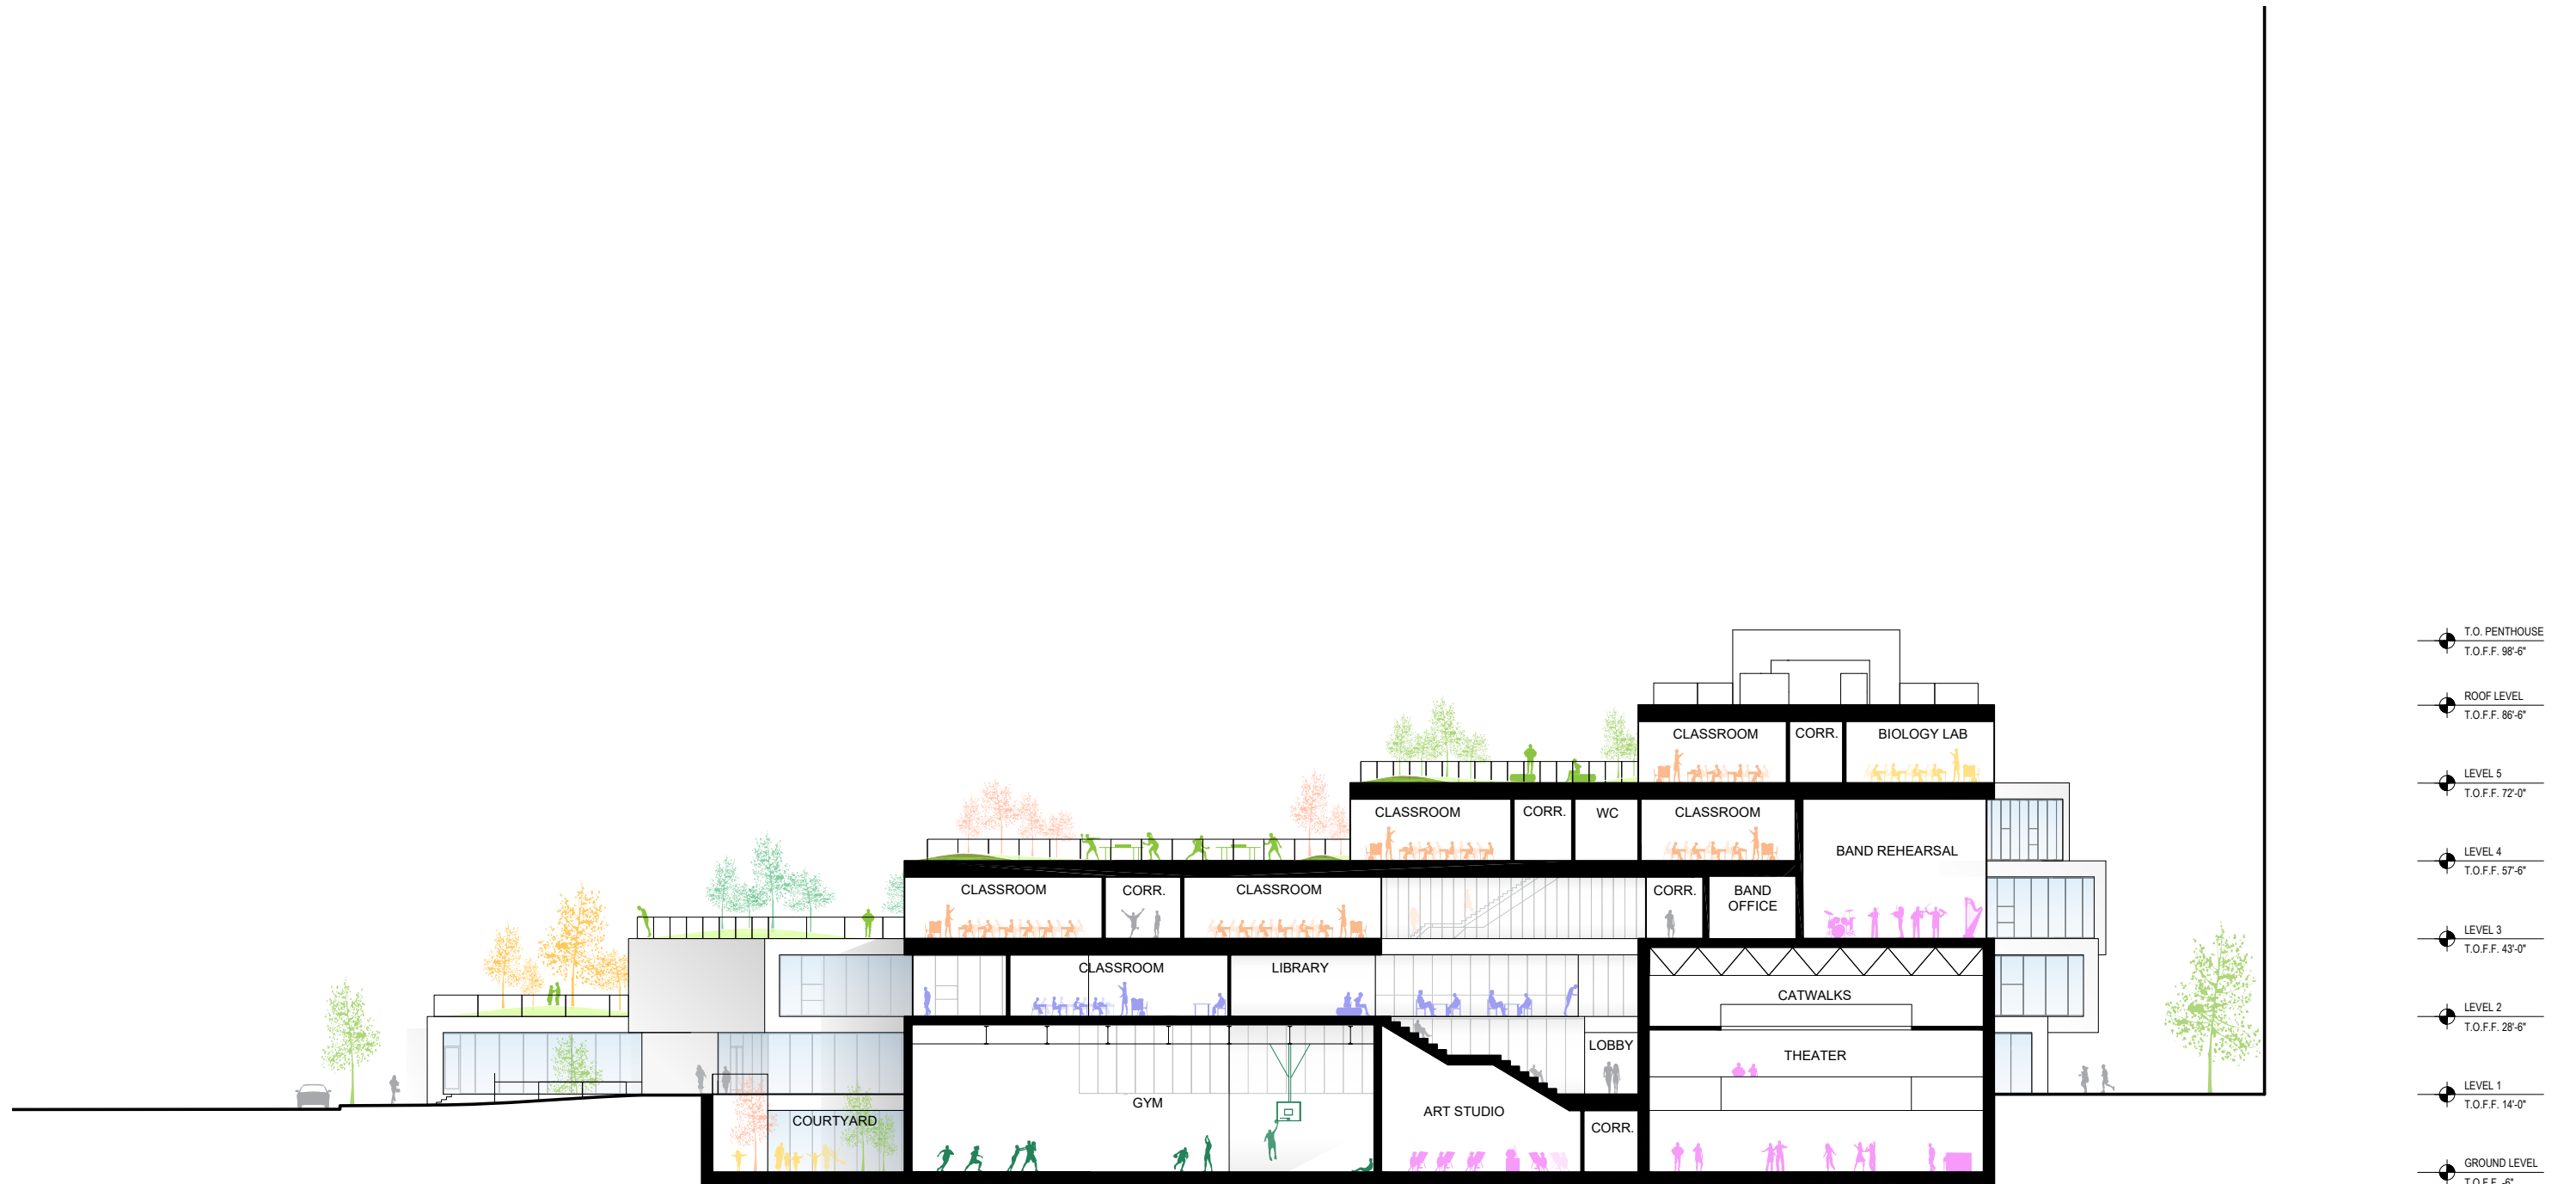 T.O. PENTHOUSE
T.O.F.F. 98'-6"
ROOF LEVEL
T.O.F.F. 86'-6"
CLASSROOM
CORR.
BIOLOGY LAB
LEVEL 5
T.O.F.F. 72'-0"
CLASSROOM
CORR.
WC
CLASSROOM
BAND REHEARSAL
LEVEL 4
T.O.F.F. 57'-6"
CLASSROOM
CORR.
CLASSROOM
CORR.
BAND
OFFICE
LEVEL 3
T.O.F.F. 43'-0"
CLASSROOM
LIBRARY
CATWALKS
LEVEL 2
T.O.F.F. 28'-6"
LOBBY
THEATER
LEVEL 1
T.O.F.F. 14'-0"
COURTYARD
GYM
ART STUDIO
CORR.
GROUND LEVEL
T.O.F.F. -6"